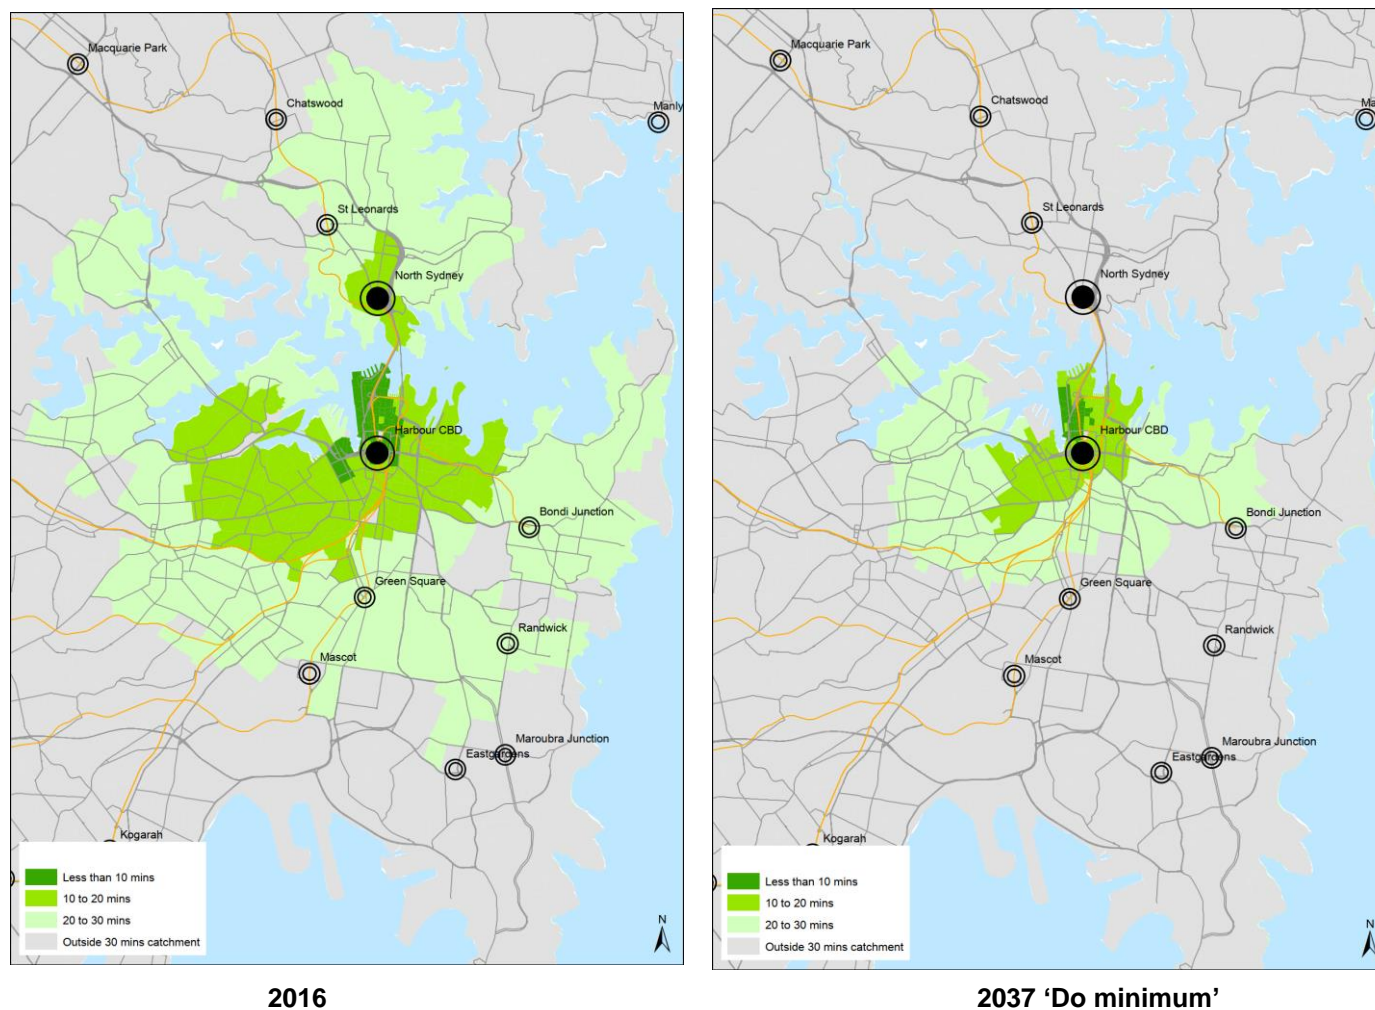 Macquarie Park
Chatswood
Manly
St Leonards
North Sydney
Harbour CBD
Bondi Junction
Green Square
Randwick
Mascot
Maroubra Junction
Eastgardens
Kogarah
Less than 10 mins
10 to 20 mins
20 to 30 mins
Outside 30 mins catchment
N
2016
Macquarie Park
Chatswood
Ma
St Leonards
North Sydney
Harbour CBD
Bondi Junction
Green Square
Randwick
Mascot
Maroubra Junction
Eastgardens
Kogarah
Less than 10 mins
10 to 20 mins
20 to 30 mins
Outside 30 mins catchment
N
2037 ‘Do minimum’